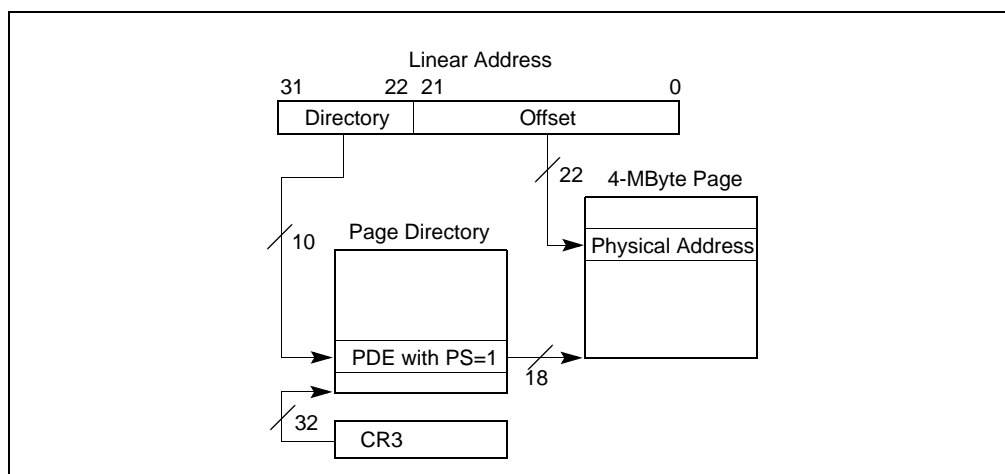 Linear Address
31 22 21 0
Directory Offset
22
4-MByte Page
10
Page Directory
Physical Address
PDE with PS=1
18
32
CR3